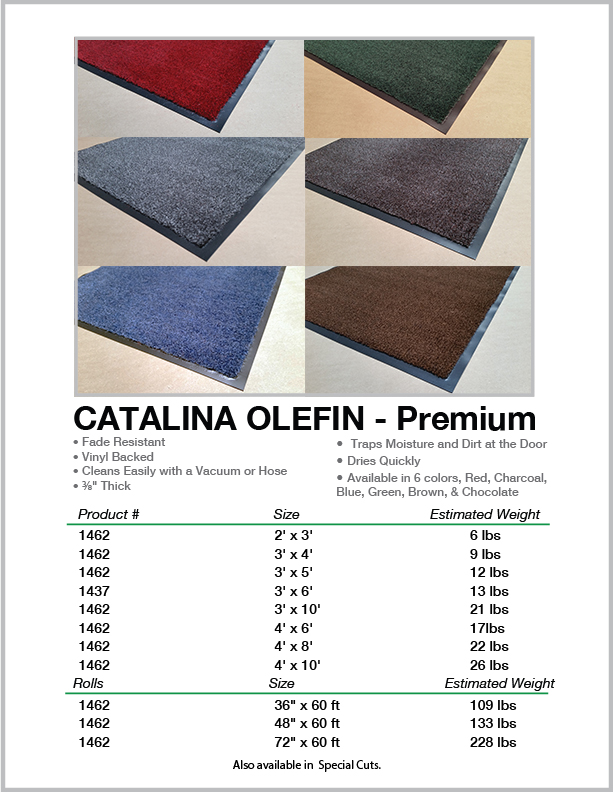 CATALINA OLEFIN - Premium
• Fade Resistant
• Vinyl Backed
• Cleans Easily with a Vacuum or Hose
• ⅜" Thick
• Traps Moisture and Dirt at the Door
• Dries Quickly
• Available in 6 colors, Red, Charcoal,
Blue, Green, Brown, & Chocolate
Product # Size Estimated Weight
1462 2' x 3' 6 lbs
1462 3' x 4' 9 lbs
1462 3' x 5' 12 lbs
1437 3' x 6' 13 lbs
1462 3' x 10' 21 lbs
1462 4' x 6' 17lbs
1462 4' x 8' 22 lbs
1462 4' x 10' 26 lbs
Rolls Size Estimated Weight
1462 36" x 60 ft 109 lbs
1462 48" x 60 ft 133 lbs
1462 72" x 60 ft 228 lbs
Also available in Special Cuts.